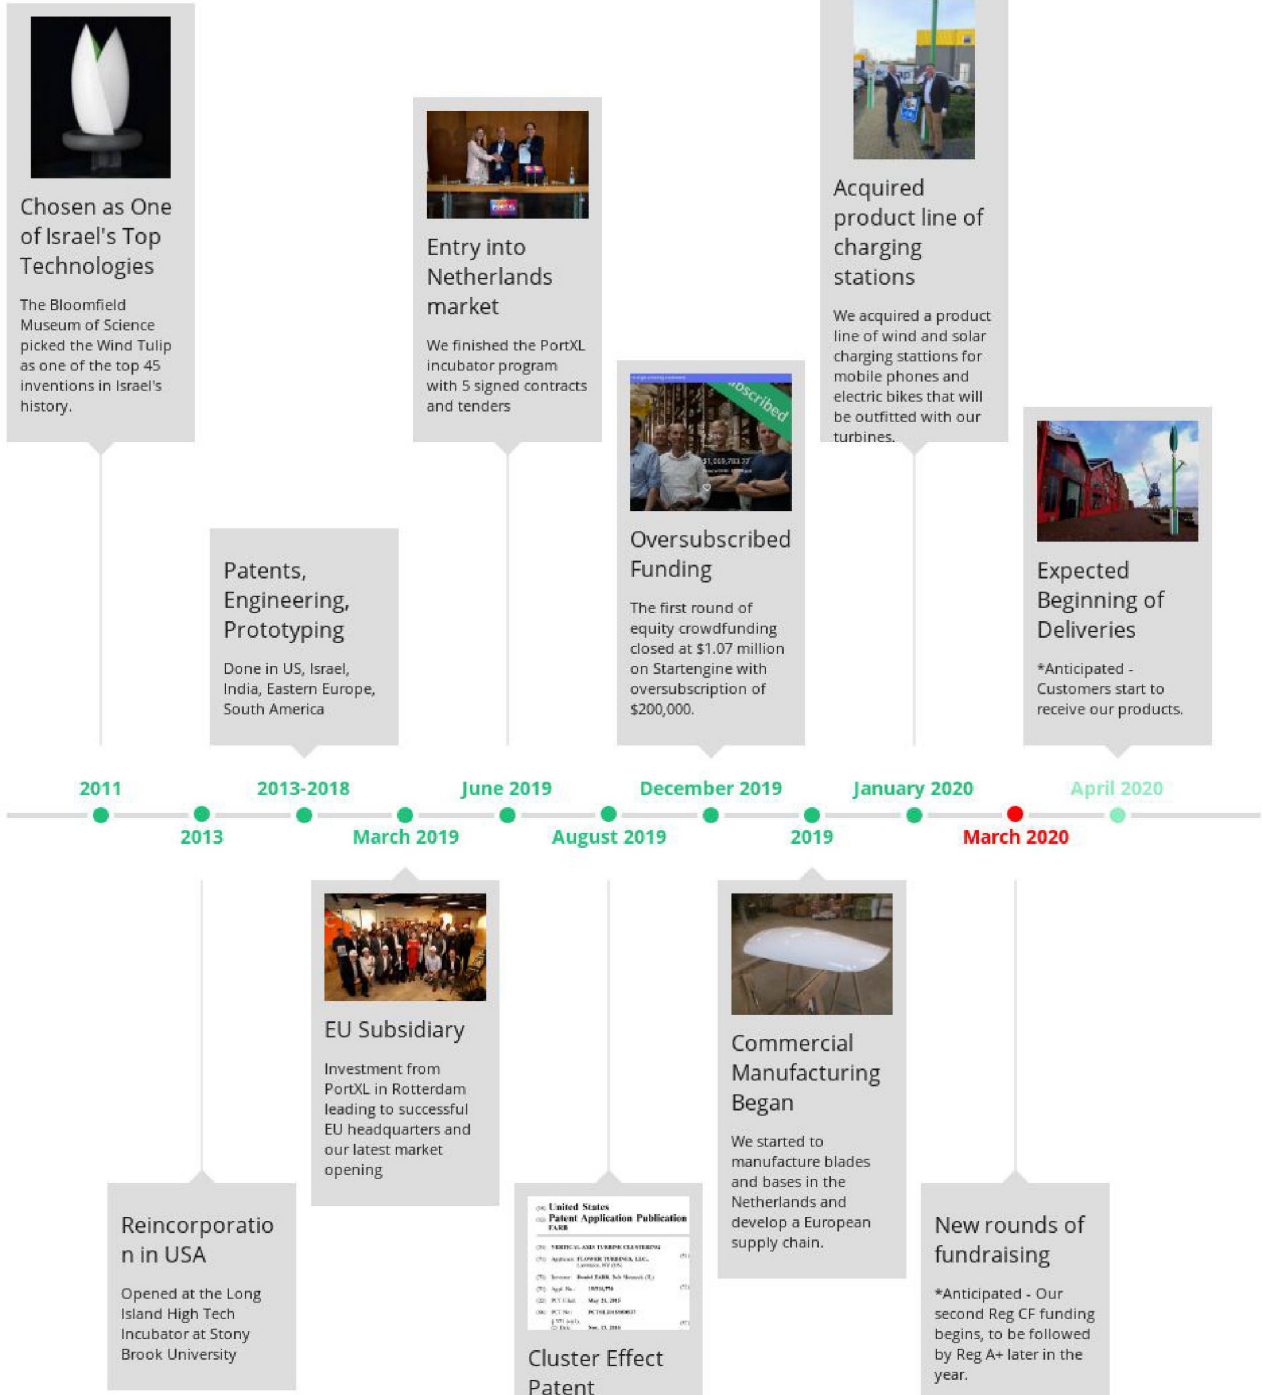 Chosen as One
of Israel's Top
Technologies
The Bloomfield
Museum of Science
picked the Wind Tulip
as one of the top 45
inventions in Israel's
history.
Entry into
Netherlands
market
We finished the PortXL
incubator program
with 5 signed contracts
and tenders
Acquired
product line of
charging
stations
We acquired a product
line of wind and solar
charging stattions for
mobile phones and
electric bikes that will
be outfitted with our
turbines.
Patents,
Engineering,
Prototyping
Done in US, Israel,
India, Eastern Europe,
South America
Oversubscribed
Funding
The first round of
equity crowdfunding
closed at $1.07 million
on Startengine with
oversubscription of
$200,000.
Expected
Beginning of
Deliveries
*Anticipated -
Customers start to
receive our products.
2011
2013-2018
June 2019
December 2019
January 2020
April 2020
2013
March 2019
August 2019
2019
March 2020
EU Subsidiary
Investment from
PortXL in Rotterdam
leading to successful
EU headquarters and
our latest market
opening
Commercial
Manufacturing
Began
We started to
manufacture blades
and bases in the
Netherlands and
develop a European
supply chain.
Reincorporatio
n in USA
Opened at the Long
Island High Tech
Incubator at Stony
Brook University
United States
Patent Application Publication
FARB
VERTICAL AXIS TURBINE CLUSTERING
Cluster Effect
Patent
New rounds of
fundraising
*Anticipated - Our
second Reg CF funding
begins, to be followed
by Reg A+ later in the
year.